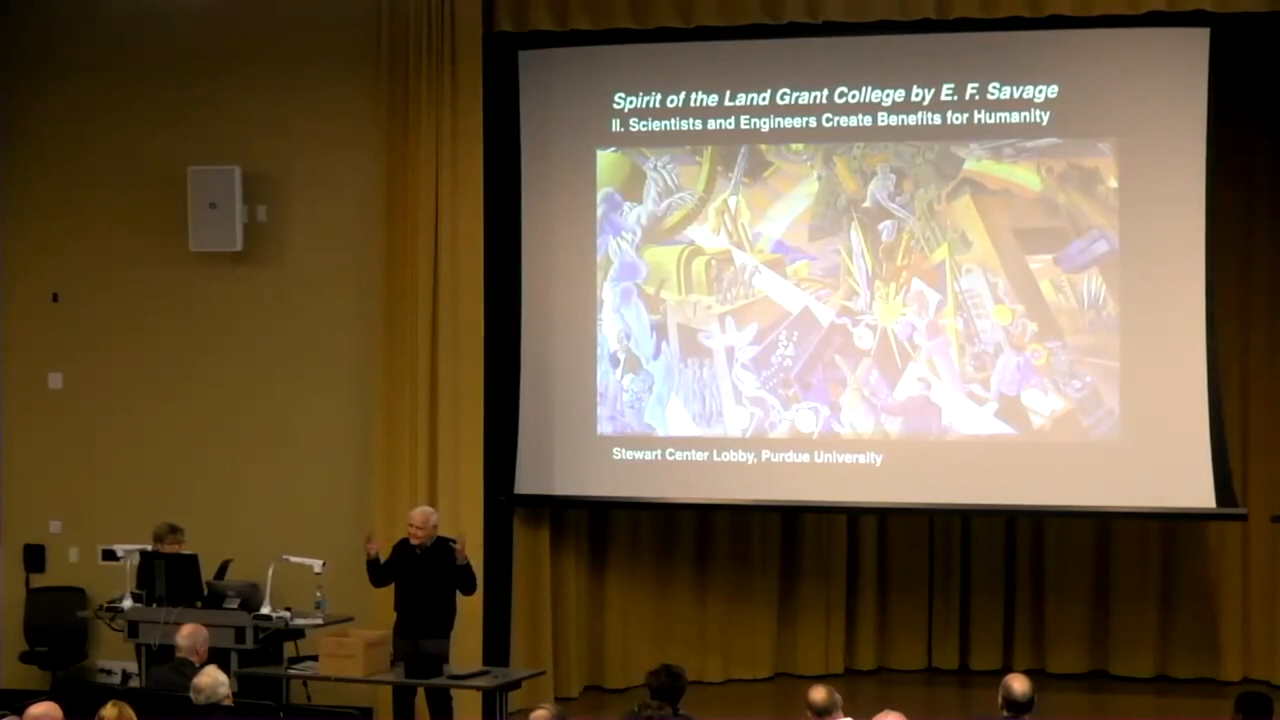 Spirit of the Land Grant College by E. F. Savage
II. Scientists and Engineers Create Benefits for Humanity
Stewart Center Lobby, Purdue University